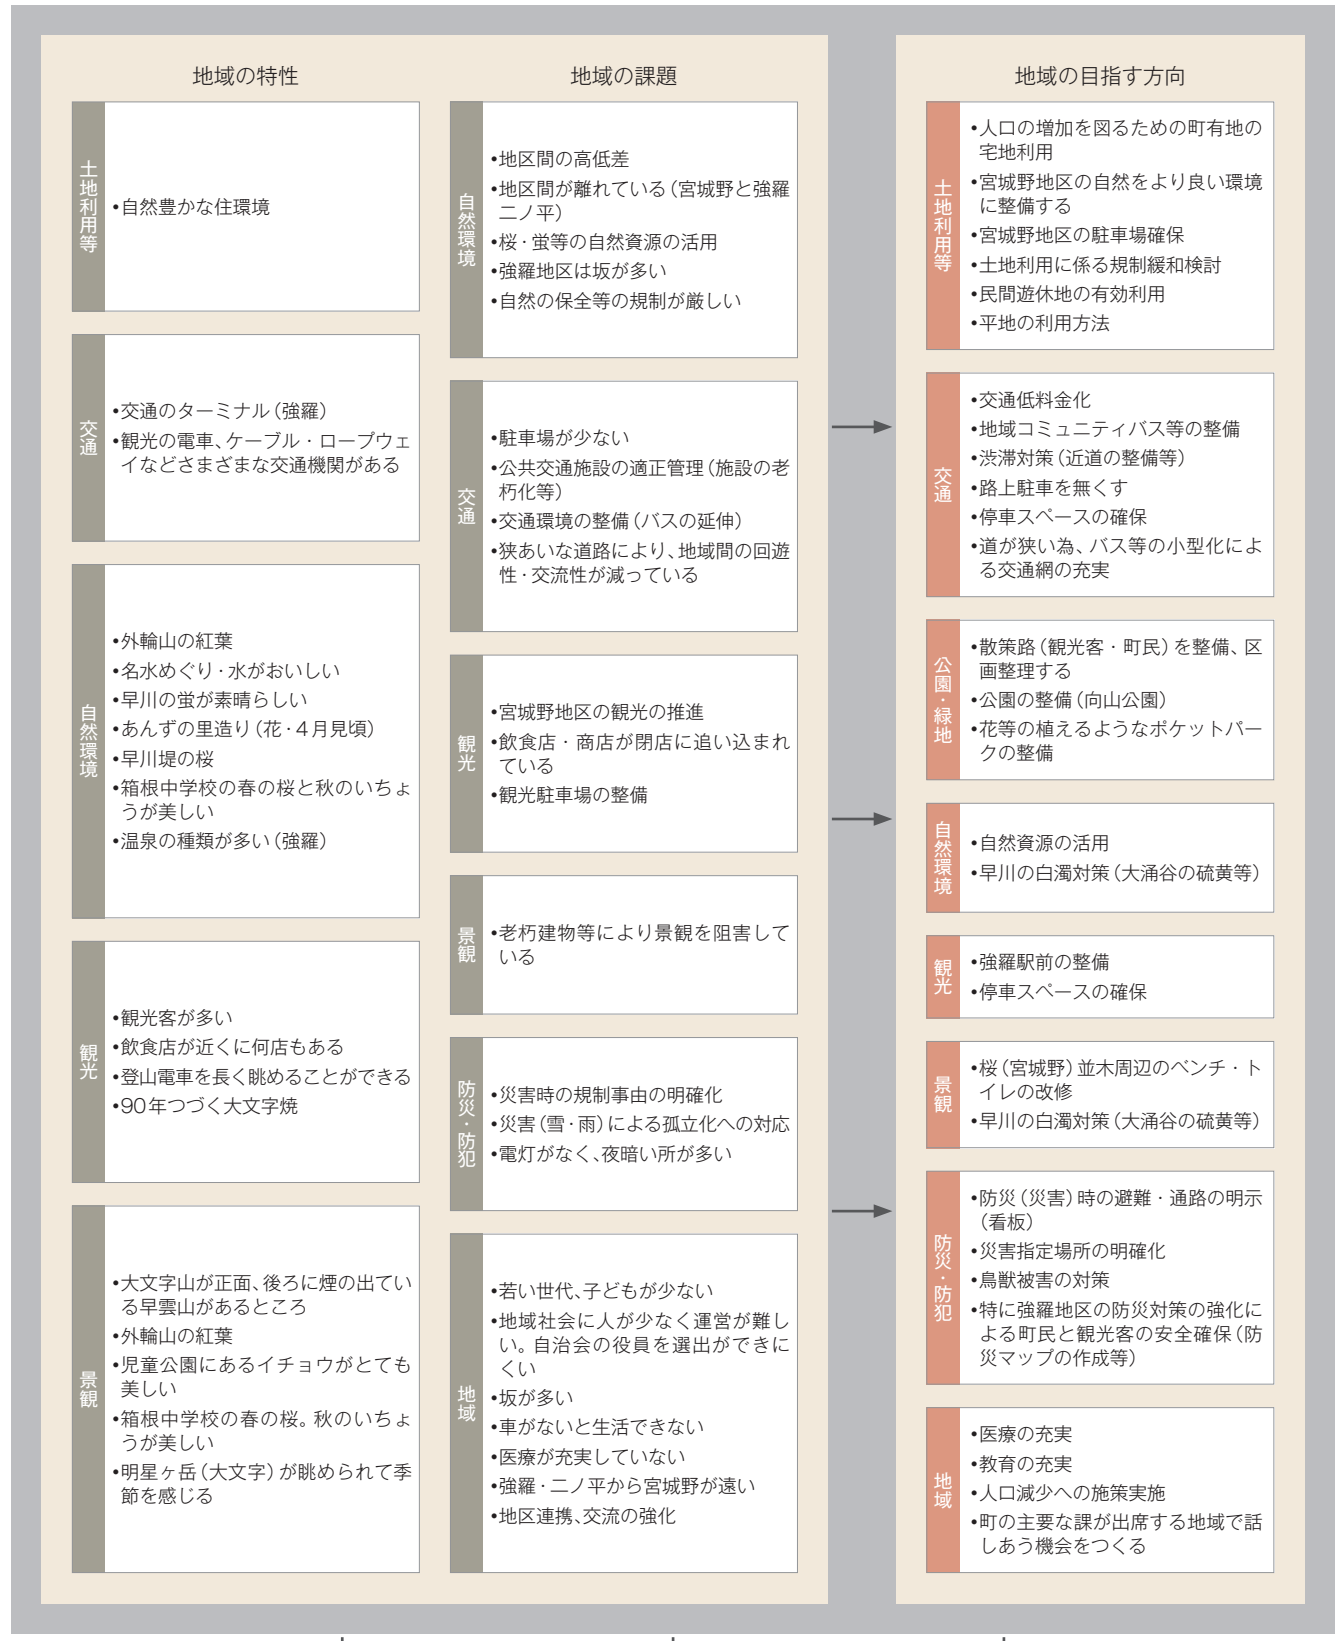 地域の特性
土地利用等
•自然豊かな住環境
交通
•交通のターミナル（強羅）
•観光の電車、ケーブル・ロープウェ
イなどさまざまな交通機関がある
自然環境
•外輪山の紅葉
•名水めぐり・水がおいしい
•早川の蛍が素晴らしい
•あんずの里造り（花・４月見頃）
•早川堤の桜
•箱根中学校の春の桜と秋のいちょ
うが美しい
•温泉の種類が多い（強羅）
観光
•観光客が多い
•飲食店が近くに何店もある
•登山電車を長く眺めることができる
•90年つづく大文字焼
景観
•大文字山が正面、後ろに煙の出てい
る早雲山があるところ
•外輪山の紅葉
•児童公園にあるイチョウがとても
美しい
•箱根中学校の春の桜。秋のいちょ
うが美しい
•明星ヶ岳（大文字）が眺められて季
節を感じる
地域の課題
自然環境
•地区間の高低差
•地区間が離れている（宮城野と強羅
二ノ平）
•桜・蛍等の自然資源の活用
•強羅地区は坂が多い
•自然の保全等の規制が厳しい
交通
•駐車場が少ない
•公共交通施設の適正管理（施設の老
朽化等）
•交通環境の整備（バスの延伸）
•狭あいな道路により、地域間の回遊
性・交流性が減っている
観光
•宮城野地区の観光の推進
•飲食店・商店が閉店に追い込まれ
ている
•観光駐車場の整備
景観
•老朽建物等により景観を阻害して
いる
防災・防犯
•災害時の規制事由の明確化
•災害（雪・雨）による孤立化への対応
•電灯がなく、夜暗い所が多い
地域
•若い世代、子どもが少ない
•地域社会に人が少なく運営が難し
い。自治会の役員を選出ができに
くい
•坂が多い
•車がないと生活できない
•医療が充実していない
•強羅・二ノ平から宮城野が遠い
•地区連携、交流の強化
地域の目指す方向
土地利用等
•人口の増加を図るための町有地の
宅地利用
•宮城野地区の自然をより良い環境
に整備する
•宮城野地区の駐車場確保
•土地利用に係る規制緩和検討
•民間遊休地の有効利用
•平地の利用方法
交通
•交通低料金化
•地域コミュニティバス等の整備
•渋滞対策（近道の整備等）
•路上駐車を無くす
•停車スペースの確保
•道が狭い為、バス等の小型化によ
る交通網の充実
公園・緑地
•散策路（観光客・町民）を整備、区
画整理する
•公園の整備（向山公園）
•花等の植えるようなポケットパー
クの整備
自然環境
•自然資源の活用
•早川の白濁対策（大涌谷の硫黄等）
観光
•強羅駅前の整備
•停車スペースの確保
景観
•桜（宮城野）並木周辺のベンチ・ト
イレの改修
•早川の白濁対策（大涌谷の硫黄等）
防災・防犯
•防災（災害）時の避難・通路の明示
（看板）
•災害指定場所の明確化
•鳥獣被害の対策
•特に強羅地区の防災対策の強化に
よる町民と観光客の安全確保（防
災マップの作成等）
地域
•医療の充実
•教育の充実
•人口減少への施策実施
•町の主要な課が出席する地域で話
しあう機会をつくる